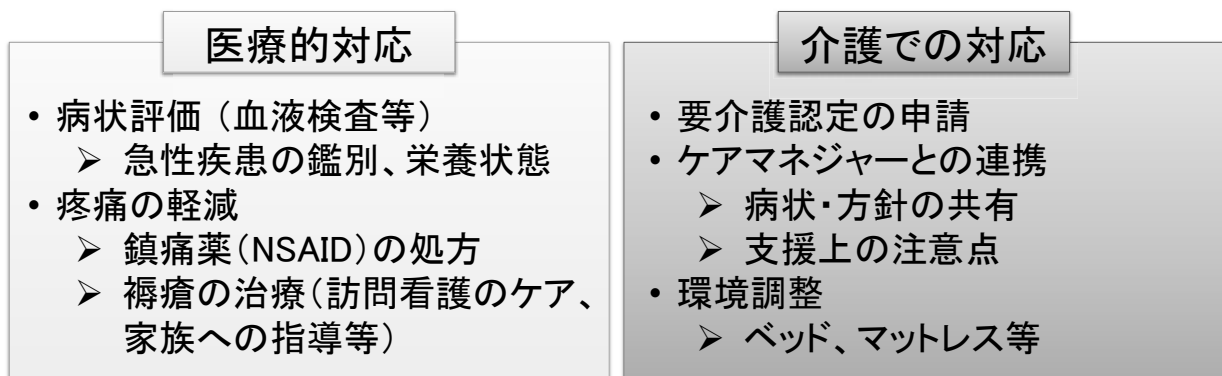 医療的対応
• 病状評価（血液検査等）
➢ 急性疾患の鑑別、栄養状態
• 疼痛の軽減
➢ 鎮痛薬（NSAID）の処方
➢ 褥瘡の治療（訪問看護のケア、
家族への指導等）
介護での対応
• 要介護認定の申請
• ケアマネジャーとの連携
➢ 病状・方針の共有
➢ 支援上の注意点
• 環境調整
➢ ベッド、マットレス等